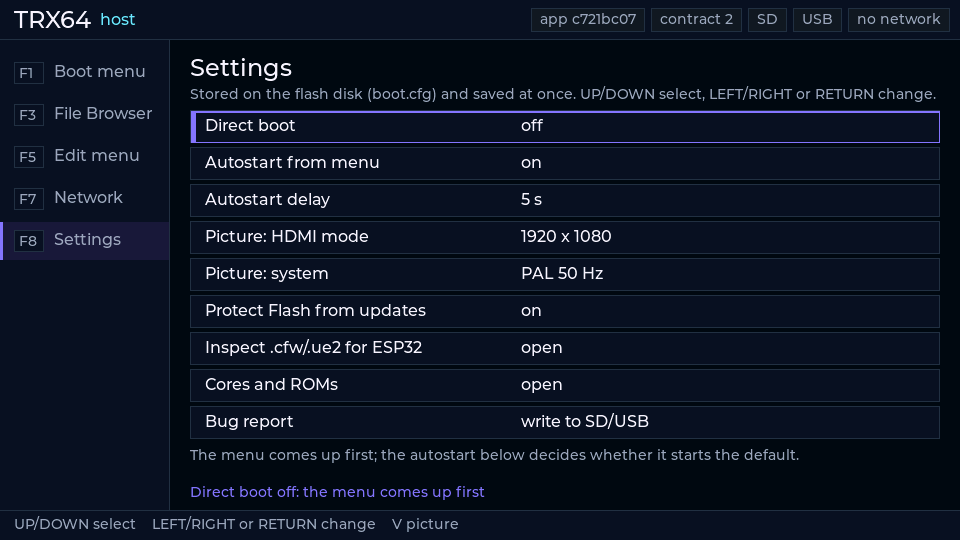 TRX64 host
app c721bc07 contract 2 SD USB no network
F1 Boot menu
F3 File Browser
F5 Edit menu
F7 Network
F8 Settings
Settings
Stored on the flash disk (boot.cfg) and saved at once. UP/DOWN select, LEFT/RIGHT or RETURN change.
Direct boot off
Autostart from menu on
Autostart delay 5 s
Picture: HDMI mode 1920 x 1080
Picture: system PAL 50 Hz
Protect Flash from updates on
Inspect .cfw/.ue2 for ESP32 open
Cores and ROMs open
Bug report write to SD/USB
The menu comes up first; the autostart below decides whether it starts the default.
Direct boot off: the menu comes up first
UP/DOWN select LEFT/RIGHT or RETURN change V picture